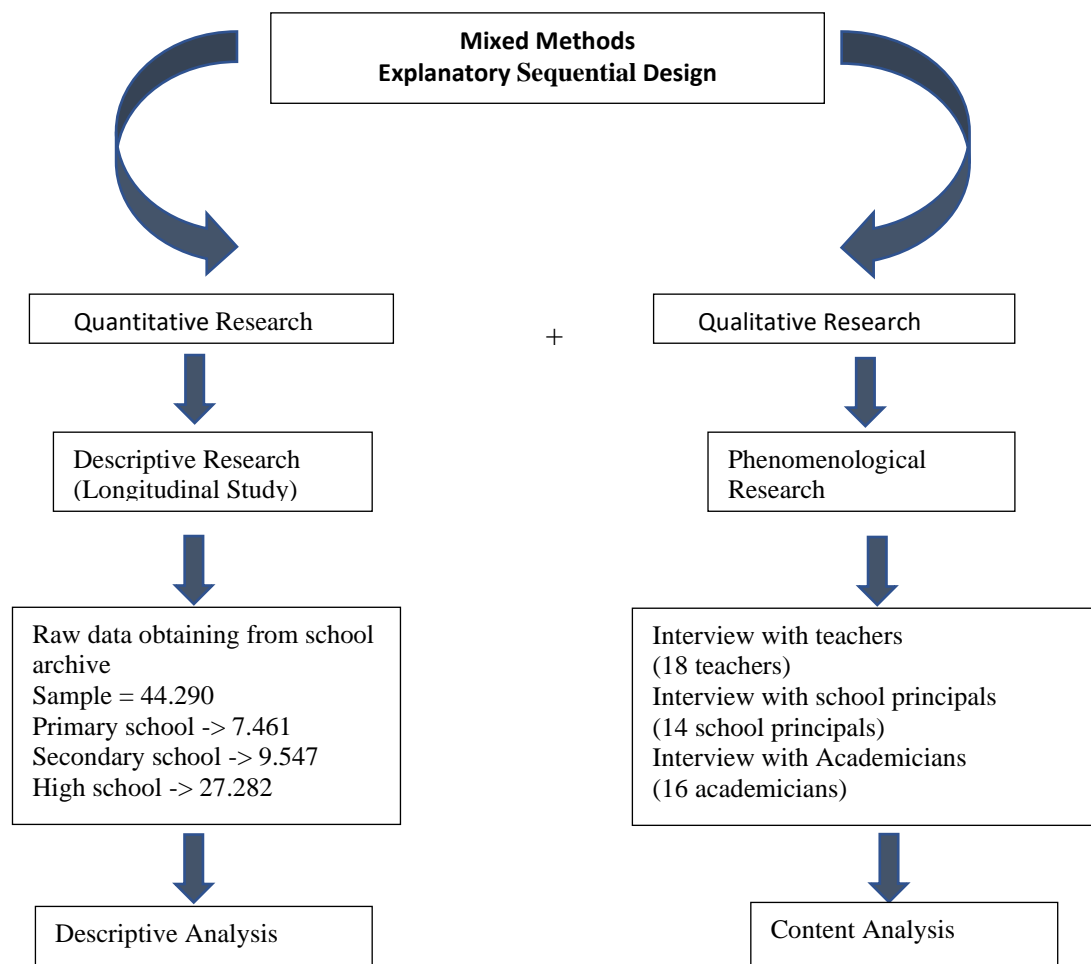 Mixed Methods
Explanatory Sequential Design
Quantitative Research
+
Qualitative Research
Descriptive Research
(Longitudinal Study)
Phenomenological
Research
Raw data obtaining from school
archive
Sample = 44.290
Primary school -> 7.461
Secondary school -> 9.547
High school -> 27.282
Interview with teachers
(18 teachers)
Interview with school principals
(14 school principals)
Interview with Academicians
(16 academicians)
Descriptive Analysis
Content Analysis